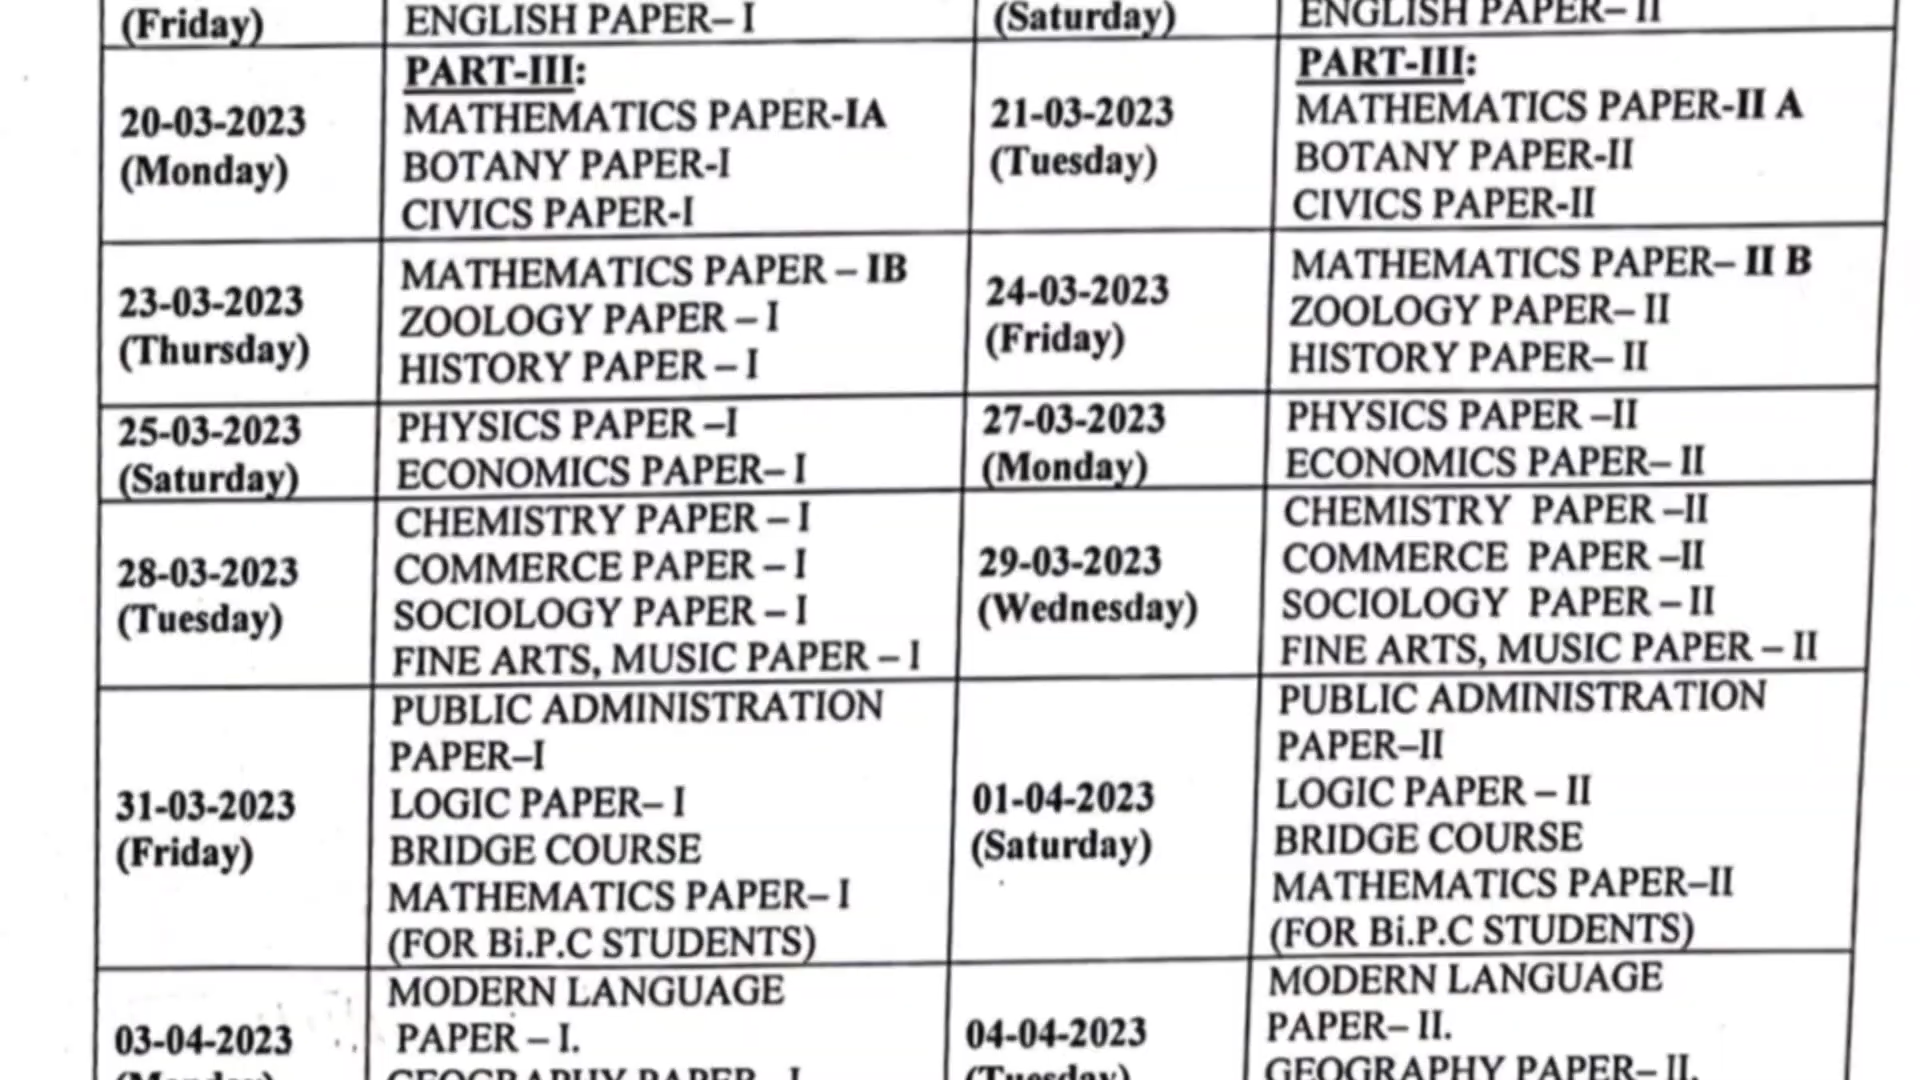 (Friday)
ENGLISH PAPER– I
(Saturday)
ENGLISH PAPER– II
20-03-2023
(Monday)
PART-III:
MATHEMATICS PAPER-IA
BOTANY PAPER-I
CIVICS PAPER-I
21-03-2023
(Tuesday)
PART-III:
MATHEMATICS PAPER-II A
BOTANY PAPER-II
CIVICS PAPER-II
23-03-2023
(Thursday)
MATHEMATICS PAPER – IB
ZOOLOGY PAPER – I
HISTORY PAPER – I
24-03-2023
(Friday)
MATHEMATICS PAPER– II B
ZOOLOGY PAPER– II
HISTORY PAPER– II
25-03-2023
(Saturday)
PHYSICS PAPER –I
ECONOMICS PAPER– I
27-03-2023
(Monday)
PHYSICS PAPER –II
ECONOMICS PAPER– II
28-03-2023
(Tuesday)
CHEMISTRY PAPER – I
COMMERCE PAPER – I
SOCIOLOGY PAPER – I
FINE ARTS, MUSIC PAPER – I
29-03-2023
(Wednesday)
CHEMISTRY PAPER –II
COMMERCE PAPER –II
SOCIOLOGY PAPER – II
FINE ARTS, MUSIC PAPER – II
31-03-2023
(Friday)
PUBLIC ADMINISTRATION
PAPER–I
LOGIC PAPER– I
BRIDGE COURSE
MATHEMATICS PAPER– I
(FOR Bi.P.C STUDENTS)
01-04-2023
(Saturday)
PUBLIC ADMINISTRATION
PAPER–II
LOGIC PAPER – II
BRIDGE COURSE
MATHEMATICS PAPER–II
(FOR Bi.P.C STUDENTS)
03-04-2023
(Monday)
MODERN LANGUAGE
PAPER – I.
GEOGRAPHY PAPER – I
04-04-2023
(Tuesday)
MODERN LANGUAGE
PAPER– II.
GEOGRAPHY PAPER– II.